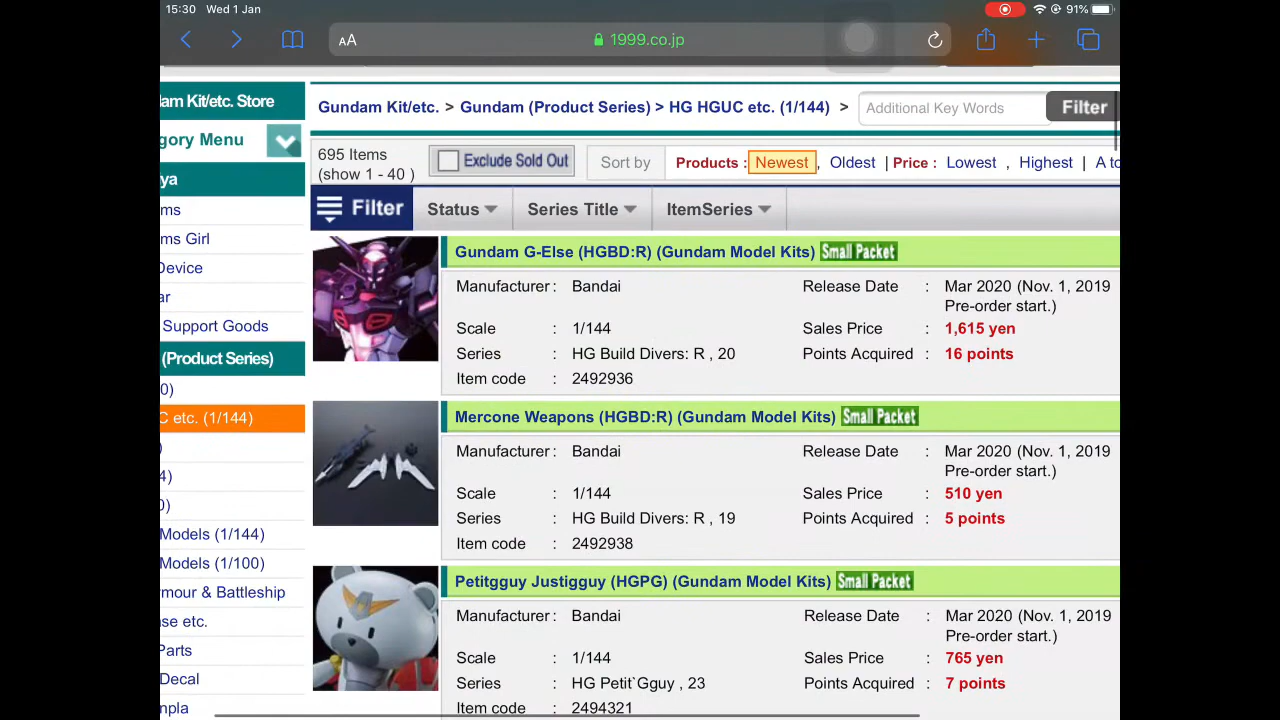 15:30 Wed 1 Jan 91%
AA 1999.co.jp
am Kit/etc. Store
gory Menu
ya
ms
ms Girl
Device
ar
Support Goods
(Product Series)
0)
C etc. (1/144)
)
4)
0)
Models (1/144)
Models (1/100)
mour & Battleship
se etc.
Parts
Decal
npla
Gundam Kit/etc. > Gundam (Product Series) > HG HGUC etc. (1/144) > Additional Key Words Filter
695 Items
(show 1 - 40 )
Exclude Sold Out Sort by Products : Newest, Oldest | Price : Lowest, Highest | A to
Filter Status Series Title ItemSeries
Gundam G-Else (HGBD:R) (Gundam Model Kits) Small Packet
Manufacturer : Bandai Release Date : Mar 2020 (Nov. 1, 2019
Pre-order start.)
Scale : 1/144 Sales Price : 1,615 yen
Series : HG Build Divers: R , 20 Points Acquired : 16 points
Item code : 2492936
Mercone Weapons (HGBD:R) (Gundam Model Kits) Small Packet
Manufacturer : Bandai Release Date : Mar 2020 (Nov. 1, 2019
Pre-order start.)
Scale : 1/144 Sales Price : 510 yen
Series : HG Build Divers: R , 19 Points Acquired : 5 points
Item code : 2492938
Petitgguy Justigguy (HGPG) (Gundam Model Kits) Small Packet
Manufacturer : Bandai Release Date : Mar 2020 (Nov. 1, 2019
Pre-order start.)
Scale : 1/144 Sales Price : 765 yen
Series : HG Petit`Gguy , 23 Points Acquired : 7 points
Item code : 2494321